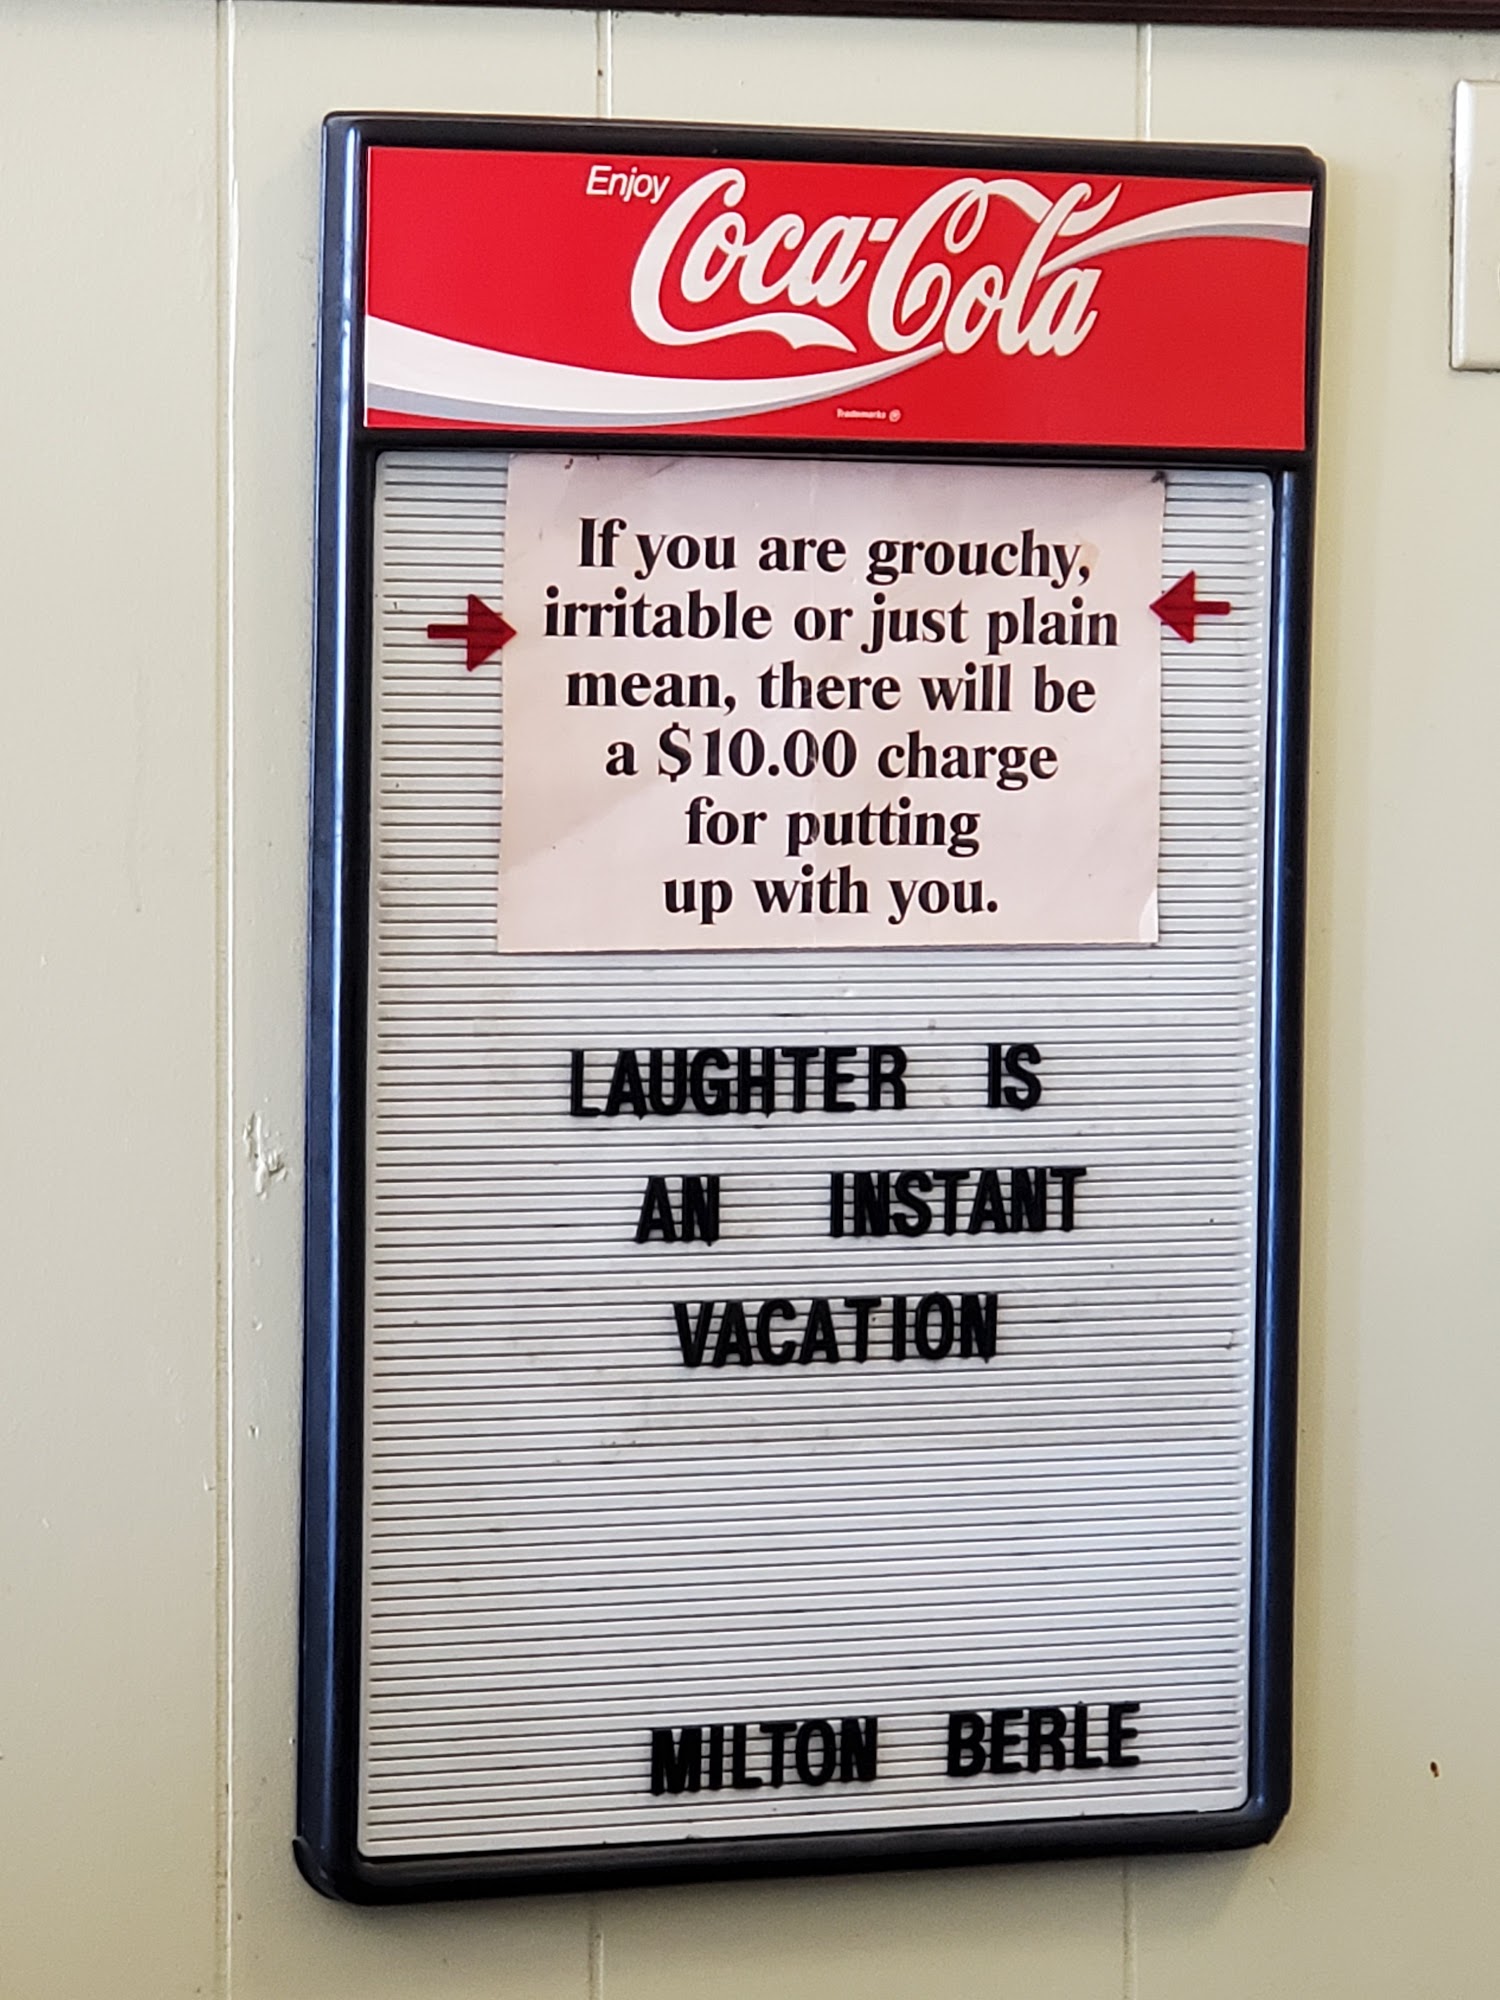 Enjoy
Coca-Cola
Trademarks ®
If you are grouchy,
irritable or just plain
mean, there will be
a $10.00 charge
for putting
up with you.
LAUGHTER IS
AN INSTANT
VACATION
MILTON BERLE